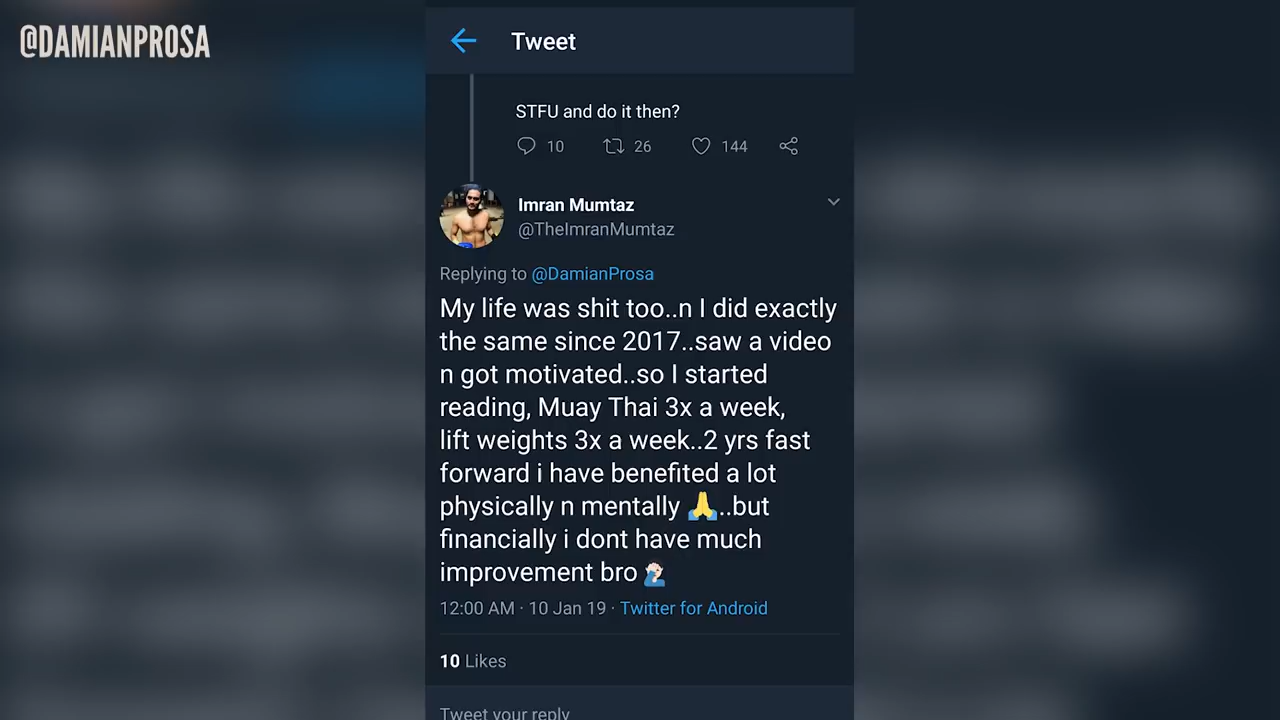 @DAMIANPROSA
Tweet
STFU and do it then?
10 26 144
Imran Mumtaz
@TheImranMumtaz
Replying to @DamianProsa
My life was shit too..n I did exactly
the same since 2017..saw a video
n got motivated..so I started
reading, Muay Thai 3x a week,
lift weights 3x a week..2 yrs fast
forward i have benefited a lot
physically n mentally 🙏..but
financially i dont have much
improvement bro 🤦🏻‍♂️
12:00 AM · 10 Jan 19 · Twitter for Android
10 Likes
Tweet your reply